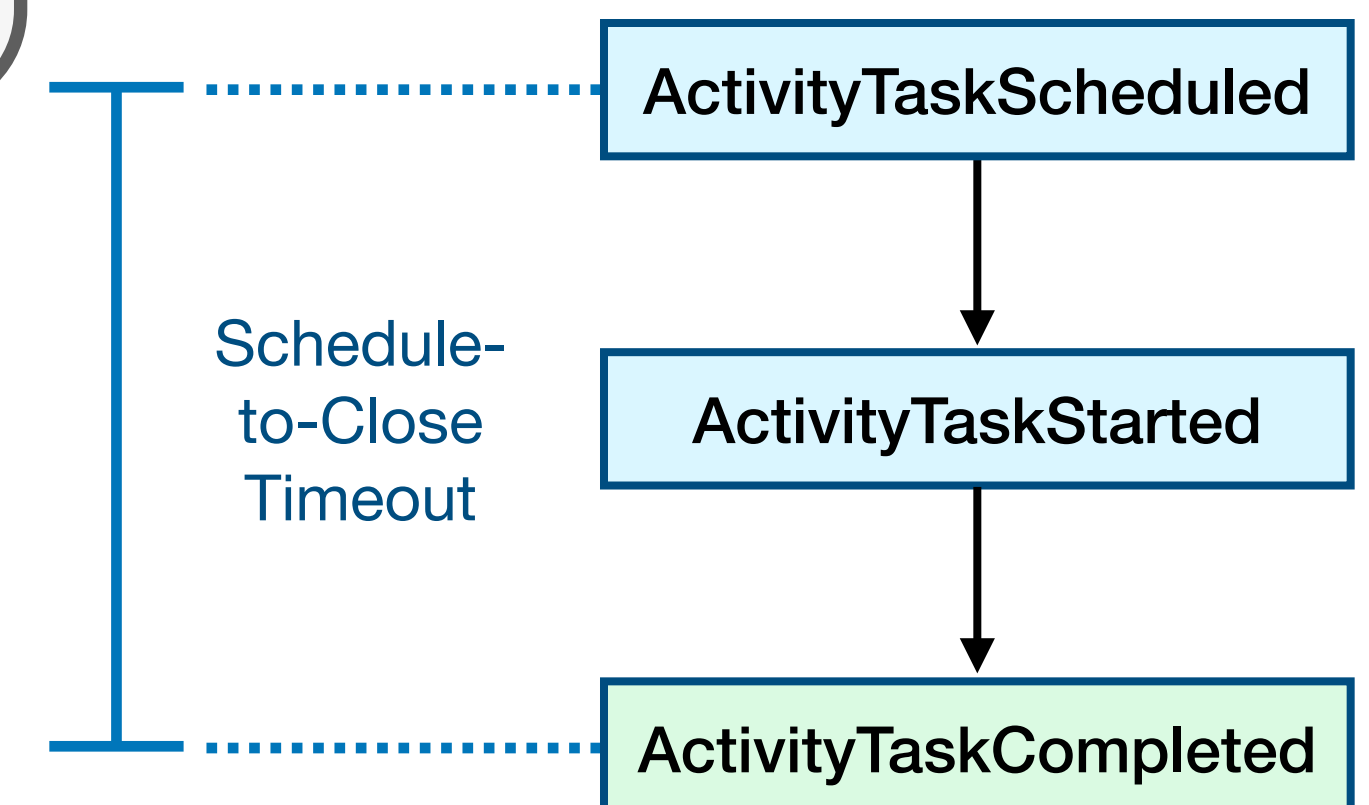 ActivityTaskScheduled
Schedule-
to-Close
Timeout
ActivityTaskStarted
ActivityTaskCompleted